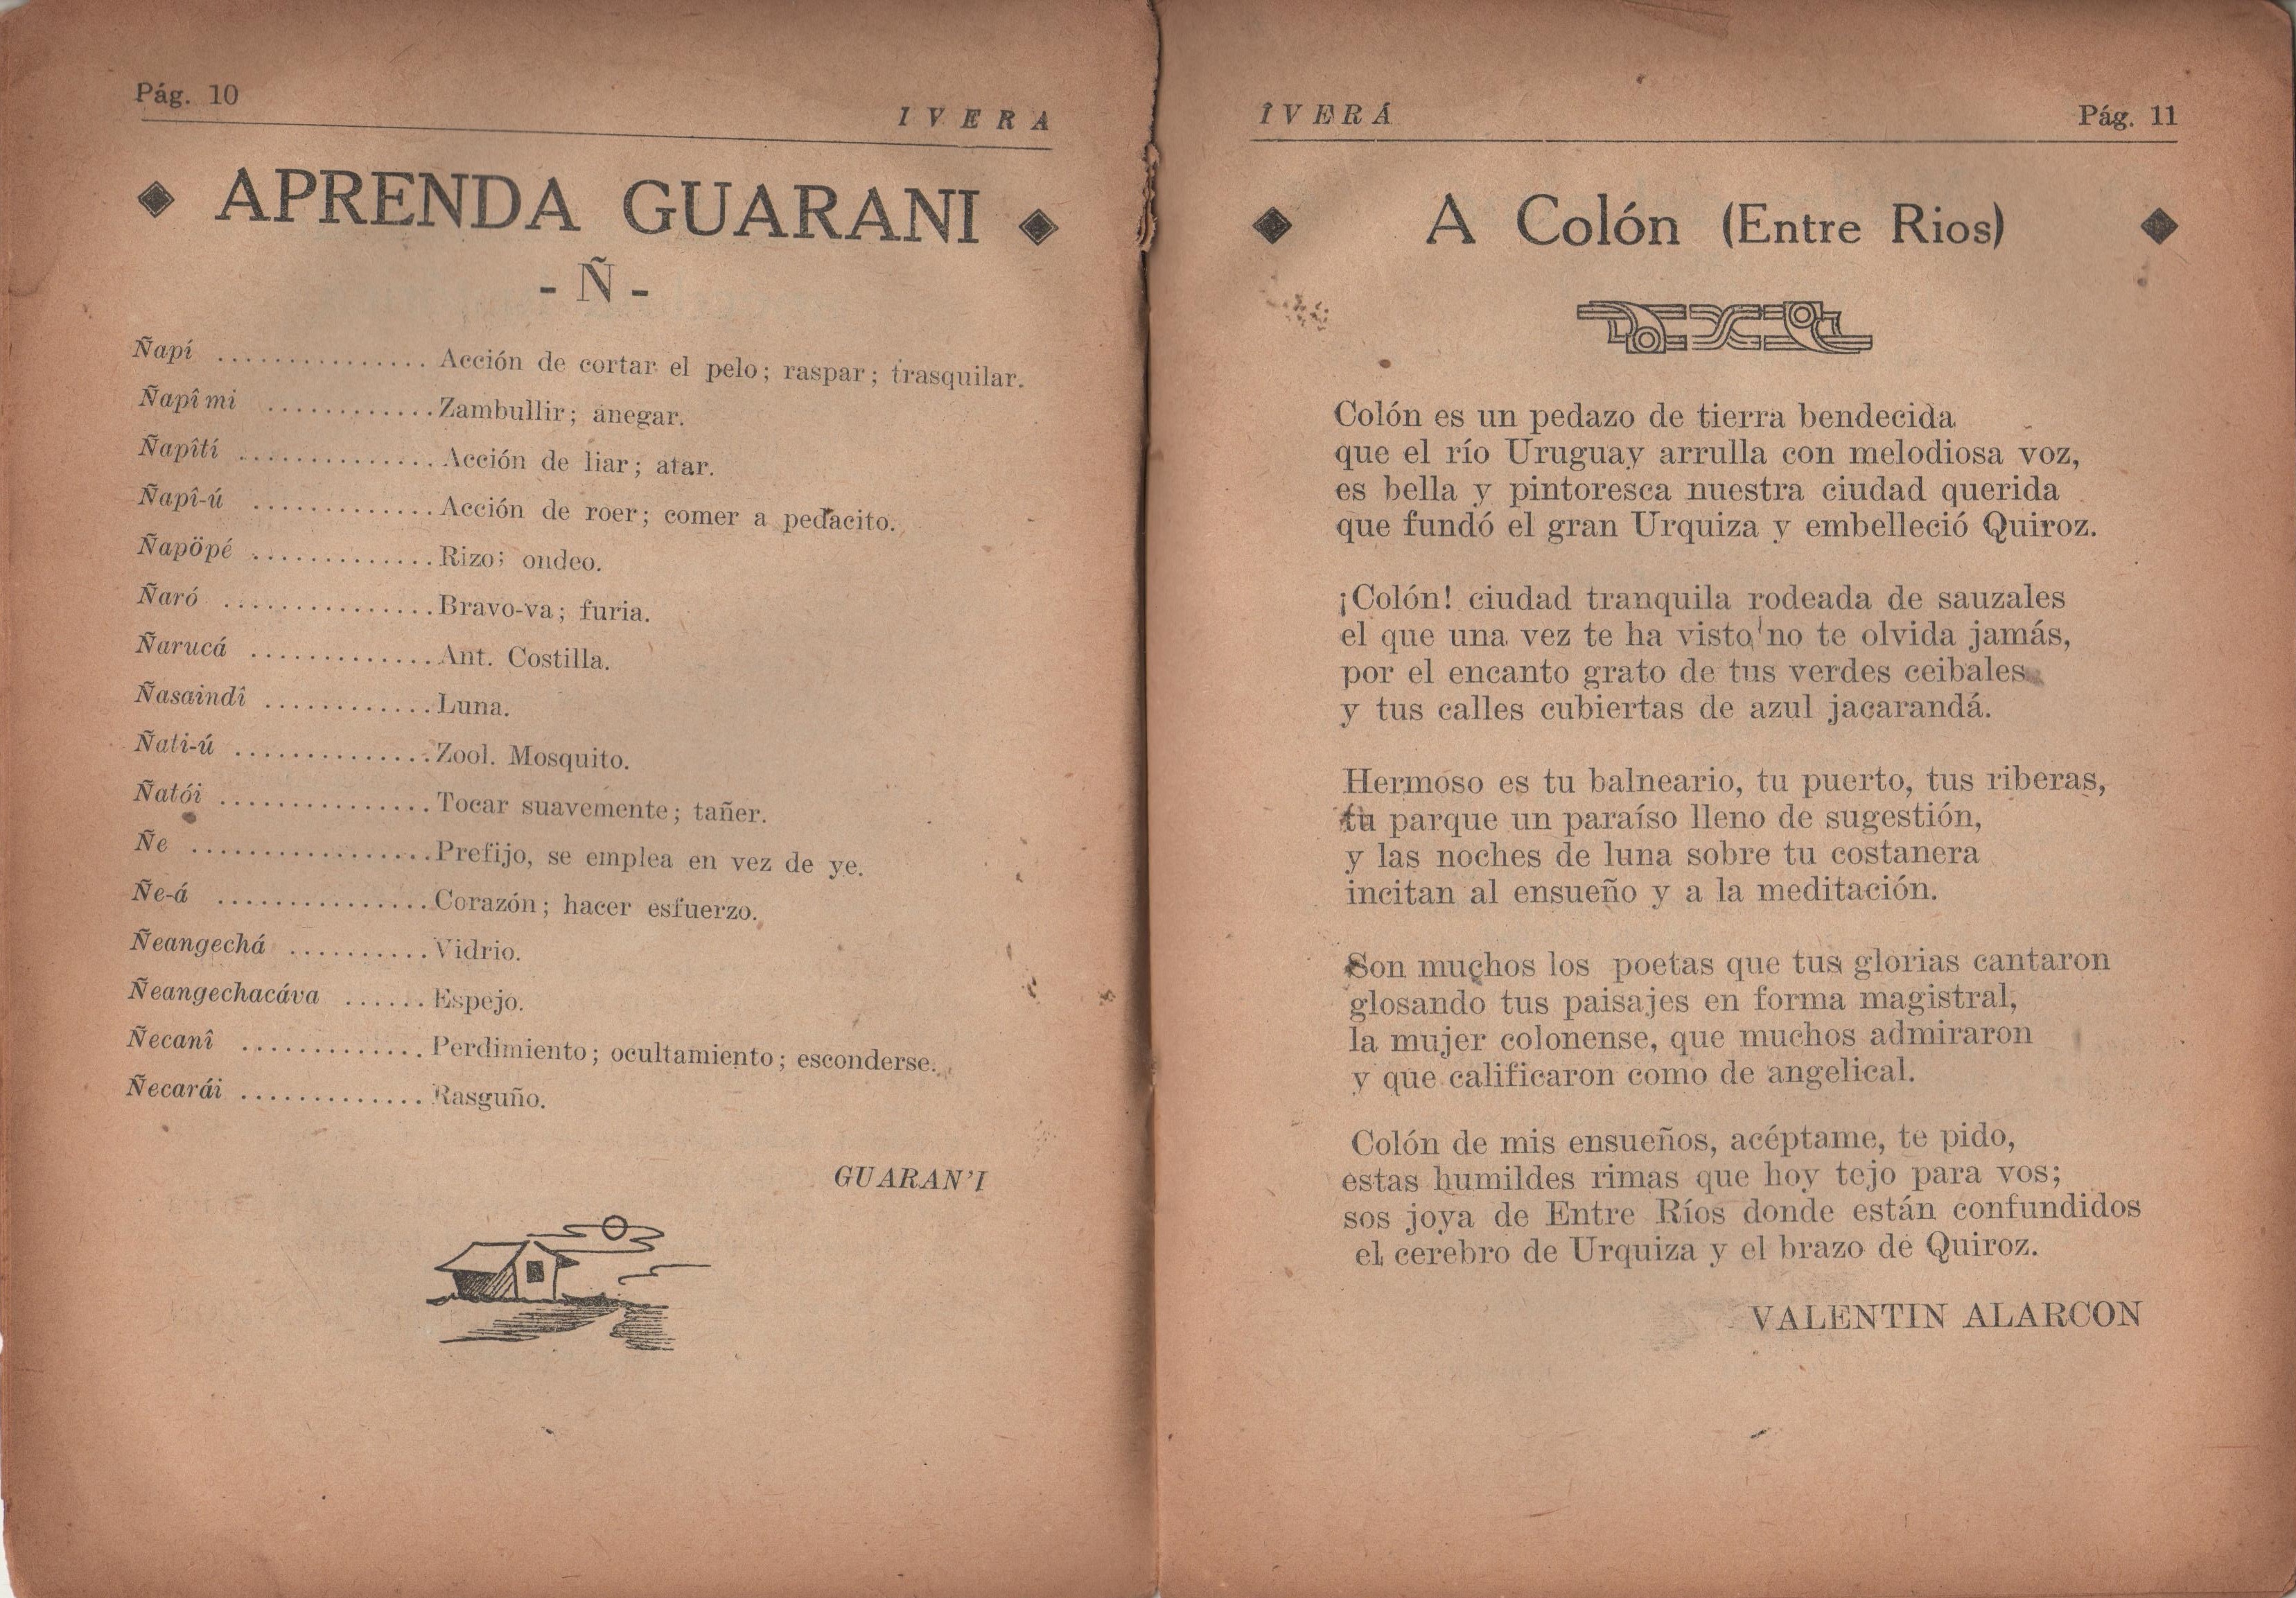 Pág. 10
I V E R A
APRENDA GUARANI
- Ñ -
Ñapí ............... Acción de cortar el pelo; raspar; trasquilar.
Ñapîmi ............ Zambullir; anegar.
Ñapîtí .............. Acción de liar; atar.
Ñapî-ú ............. Acción de roer; comer a pedacito.
Ñapöpé ............. Rizo; ondeo.
Ñaró ............... Bravo-va; furia.
Ñarucá ............. Ant. Costilla.
Ñasaindî ............ Luna.
Ñati-ú .............. Zool. Mosquito.
Ñatói ............... Tocar suavemente; tañer.
Ñe ................. Prefijo, se emplea en vez de ye.
Ñe-á ............... Corazón; hacer esfuerzo.
Ñeangechá .......... Vidrio.
Ñeangechacáva ...... Espejo.
Ñecanî ............. Perdimiento; ocultamiento; esconderse.
Ñecarái ............. Rasguño.
GUARAN'I
Î V E R Á
Pág. 11
A Colón (Entre Rios)
Colón es un pedazo de tierra bendecida
que el río Uruguay arrulla con melodiosa voz,
es bella y pintoresca nuestra ciudad querida
que fundó el gran Urquiza y embelleció Quiroz.
¡Colón! ciudad tranquila rodeada de sauzales
el que una vez te ha visto no te olvida jamás,
por el encanto grato de tus verdes ceibales
y tus calles cubiertas de azul jacarandá.
Hermoso es tu balneario, tu puerto, tus riberas,
tu parque un paraíso lleno de sugestión,
y las noches de luna sobre tu costanera
incitan al ensueño y a la meditación.
Son muchos los poetas que tus glorias cantaron
glosando tus paisajes en forma magistral,
la mujer colonense, que muchos admiraron
y que calificaron como de angelical.
Colón de mis ensueños, acéptame, te pido,
estas humildes rimas que hoy tejo para vos;
sos joya de Entre Ríos donde están confundidos
el cerebro de Urquiza y el brazo de Quiroz.
VALENTIN ALARCON